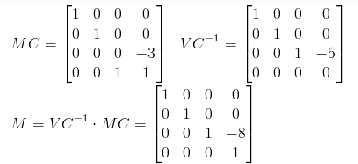 MC = [1 0 0 0; 0 1 0 0; 0 0 0 −3; 0 0 1 1] VC⁻¹ = [1 0 0 0; 0 1 0 0; 0 0 1 −5; 0 0 0 0]
M = VC⁻¹ · MC = [1 0 0 0; 0 1 0 0; 0 0 1 −8; 0 0 0 1]